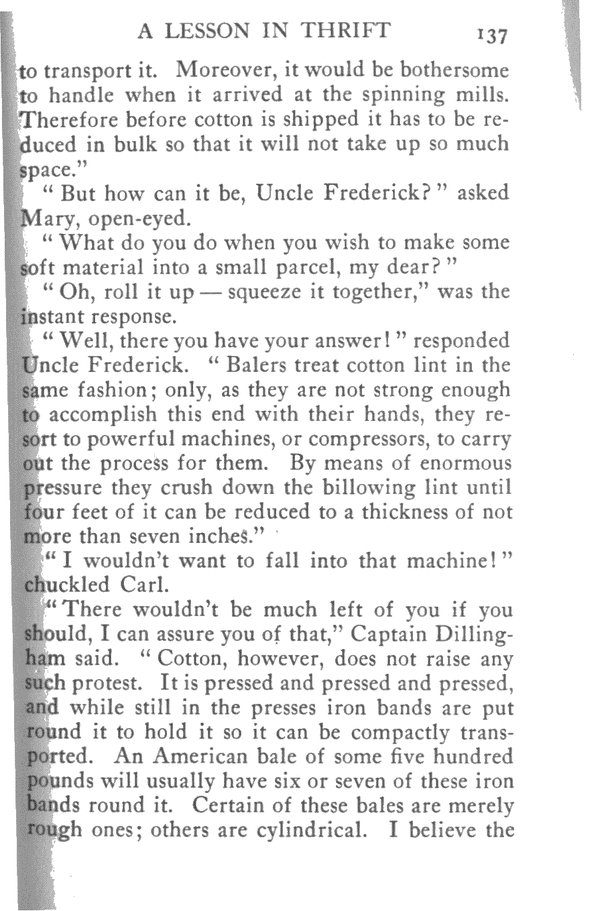 A LESSON IN THRIFT 137
to transport it. Moreover, it would be bothersome
to handle when it arrived at the spinning mills.
Therefore before cotton is shipped it has to be re-
duced in bulk so that it will not take up so much
space.”
“ But how can it be, Uncle Frederick? ” asked
Mary, open-eyed.
“ What do you do when you wish to make some
soft material into a small parcel, my dear? ”
“ Oh, roll it up — squeeze it together,” was the
instant response.
“ Well, there you have your answer! ” responded
Uncle Frederick. “ Balers treat cotton lint in the
same fashion; only, as they are not strong enough
to accomplish this end with their hands, they re-
sort to powerful machines, or compressors, to carry
out the process for them. By means of enormous
pressure they crush down the billowing lint until
four feet of it can be reduced to a thickness of not
more than seven inches.”
“ I wouldn’t want to fall into that machine! ”
chuckled Carl.
“ There wouldn’t be much left of you if you
should, I can assure you of that,” Captain Dilling-
ham said. “ Cotton, however, does not raise any
such protest. It is pressed and pressed and pressed,
and while still in the presses iron bands are put
round it to hold it so it can be compactly trans-
ported. An American bale of some five hundred
pounds will usually have six or seven of these iron
bands round it. Certain of these bales are merely
rough ones; others are cylindrical. I believe the